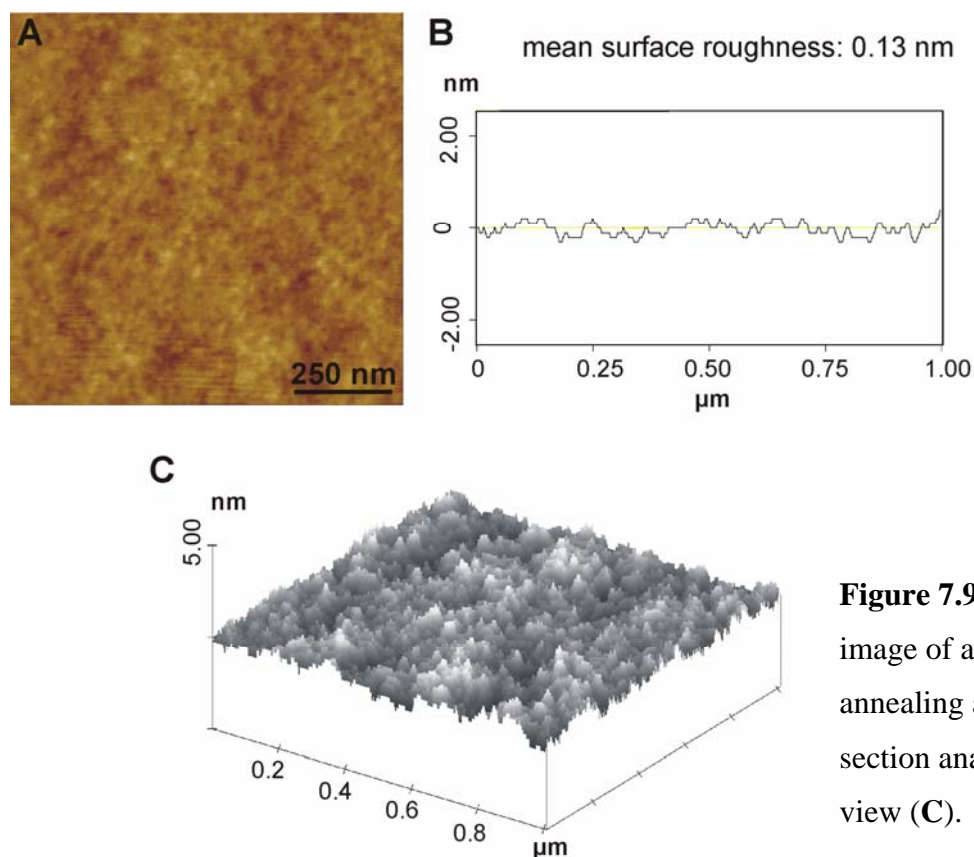 A
250 nm
B
mean surface roughness: 0.13 nm
nm
2.00
0
-2.00
0 0.25 0.50 0.75 1.00
µm
C
nm
5.00
0.2 0.4 0.6 0.8
µm
Figure 7.9
image of a
annealing a
section ana
view (C).